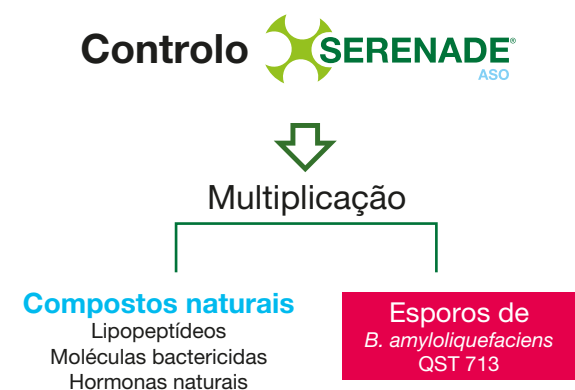 Controlo SERENADE®
ASO
Multiplicação
Compostos naturais
Lipopeptídeos
Moléculas bactericidas
Hormonas naturais
Esporos de
B. amyloliquefaciens
QST 713